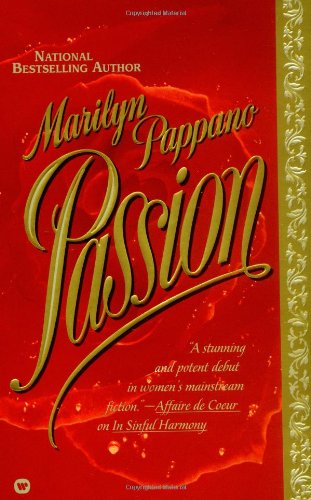 NATIONAL
BESTSELLING AUTHOR
Marilyn
Pappano
Passion
"A stunning
and potent debut
in women's mainstream
fiction."—Affaire de Coeur
on In Sinful Harmony